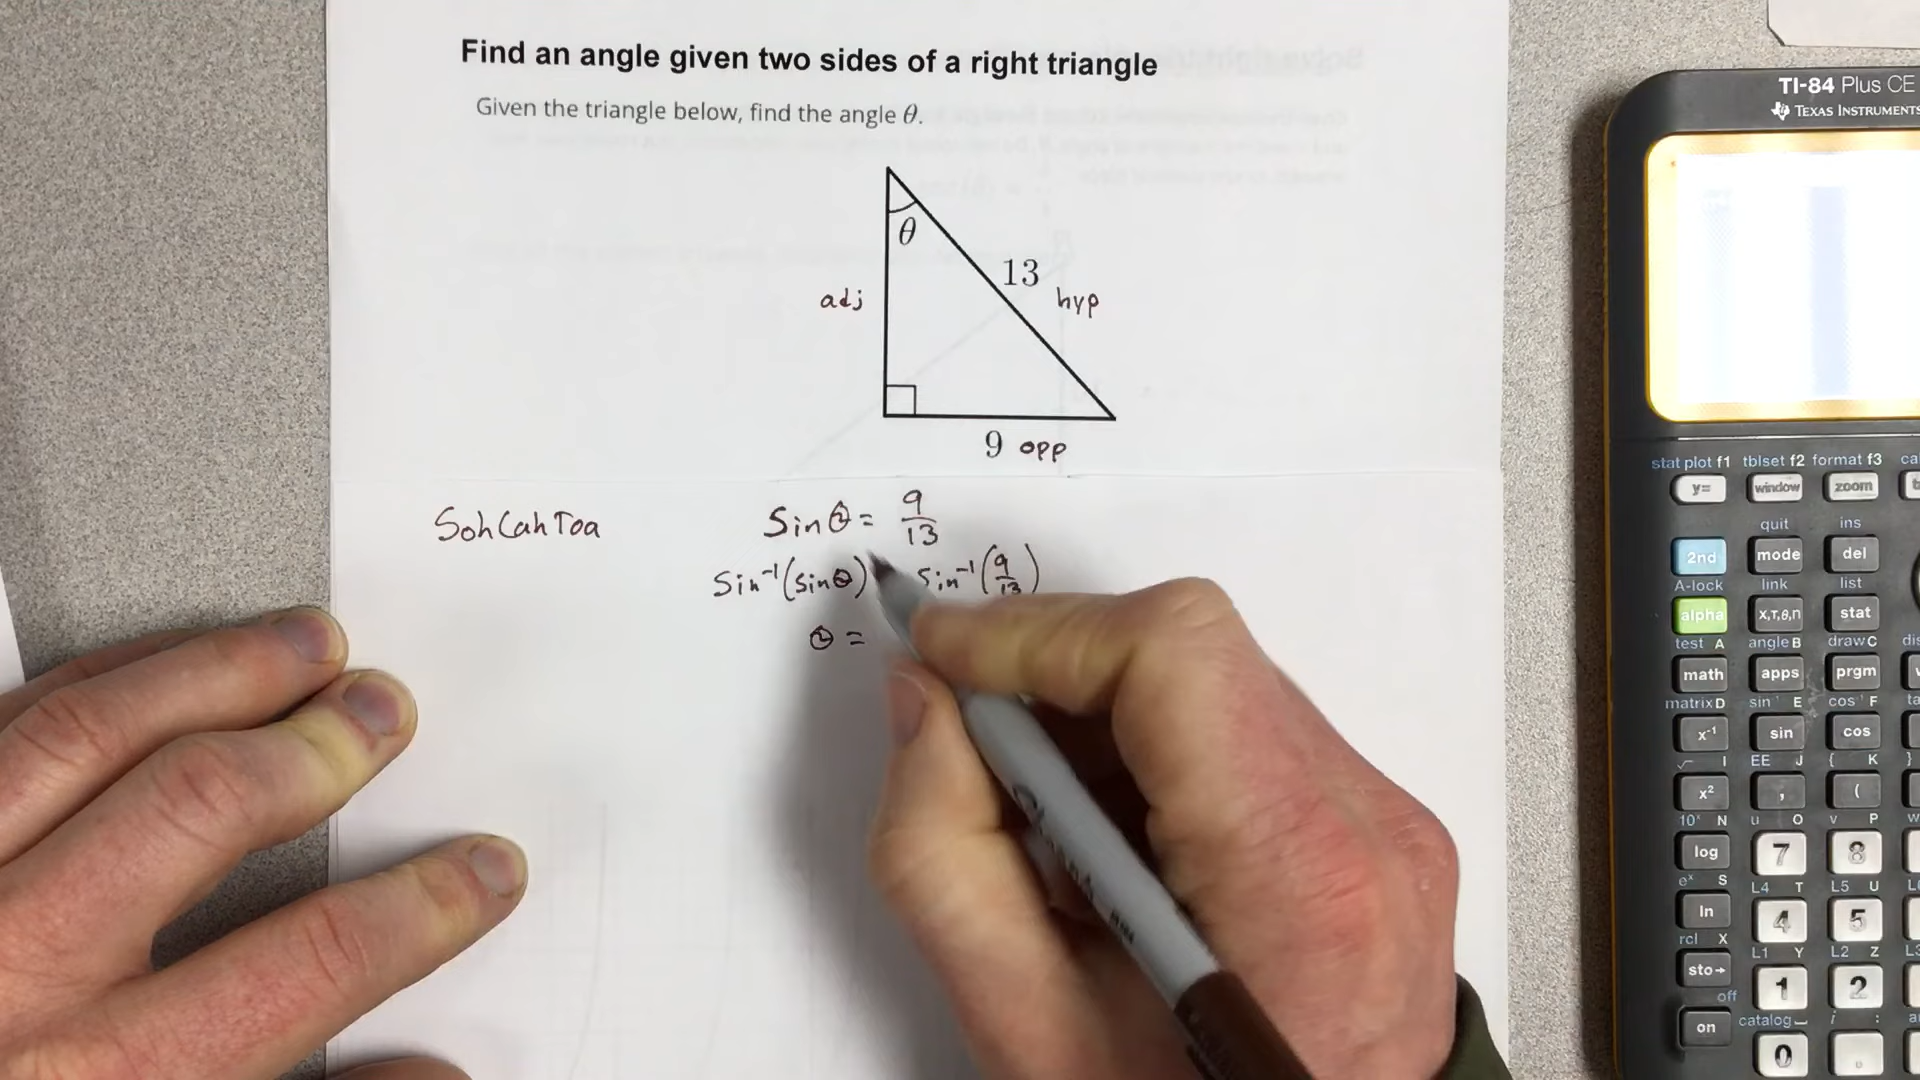 Find an angle given two sides of a right triangle
Given the triangle below, find the angle θ.
θ
13
adj
hyp
9 opp
SohCahToa
Sin θ = 9/13
Sin⁻¹(sinθ) Sin⁻¹(9/13)
θ =
TI-84 Plus CE
TEXAS INSTRUMENTS
stat plot f1 tblset f2 format f3
y= window zoom
quit ins
2nd mode del
A-lock link list
alpha X,T,θ,n stat
test A angle B draw C
math apps prgm
matrix D sin⁻¹ E cos⁻¹ F
x⁻¹ sin cos
√ I EE J { K
x² , (
10ˣ N u O v P
log 7 8
eˣ S L4 T L5 U
ln 4 5
rcl X L1 Y L2 Z
sto→ 1 2
off catalog i :
on 0 .